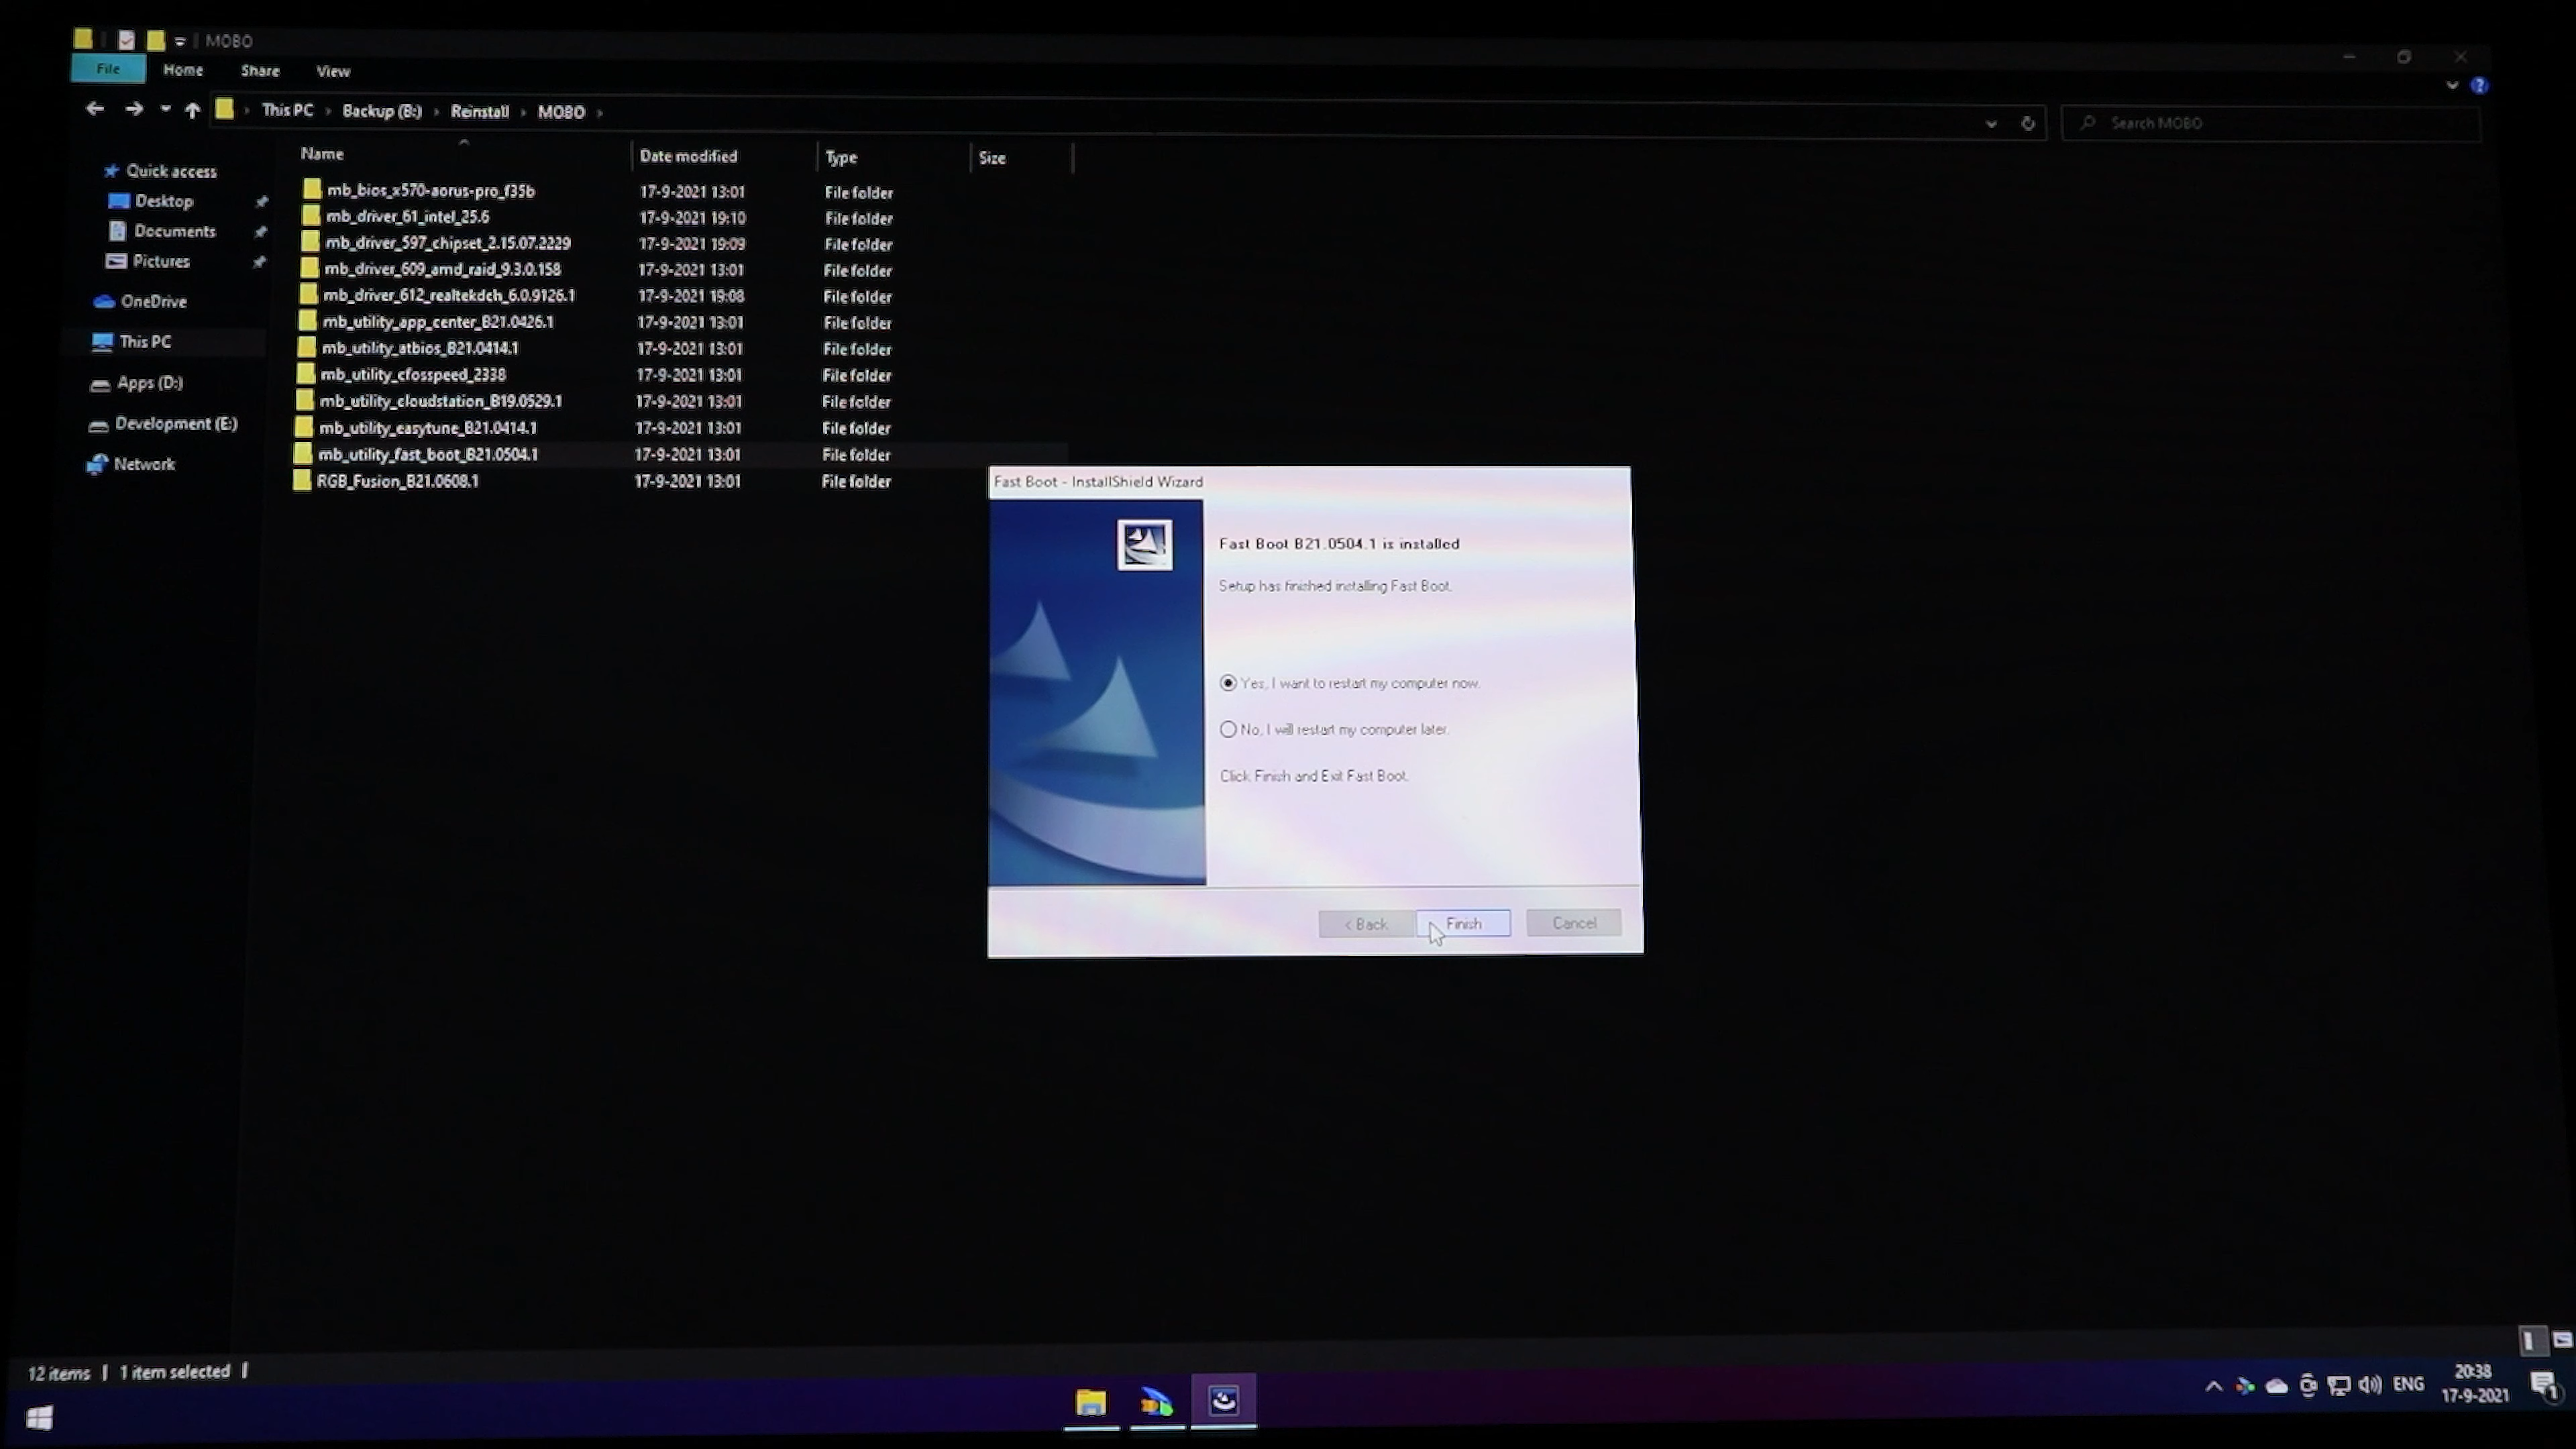 MOBO
File Home Share View
This PC Backup (B:) Reinstall MOBO
Search MOBO
Name Date modified Type Size
Quick access
Desktop
Documents
Pictures
OneDrive
This PC
Apps (D:)
Development (E:)
Network
mb_bios_x570-aorus-pro_f35b 17-9-2021 13:01 File folder
mb_driver_61_intel_25.6 17-9-2021 19:10 File folder
mb_driver_597_chipset_2.15.07.2229 17-9-2021 19:09 File folder
mb_driver_609_amd_raid_9.3.0.158 17-9-2021 13:01 File folder
mb_driver_612_realtekdch_6.0.9126.1 17-9-2021 19:08 File folder
mb_utility_app_center_B21.0426.1 17-9-2021 13:01 File folder
mb_utility_atbios_B21.0414.1 17-9-2021 13:01 File folder
mb_utility_cfosspeed_2338 17-9-2021 13:01 File folder
mb_utility_cloudstation_B19.0529.1 17-9-2021 13:01 File folder
mb_utility_easytune_B21.0414.1 17-9-2021 13:01 File folder
mb_utility_fast_boot_B21.0504.1 17-9-2021 13:01 File folder
RGB_Fusion_B21.0608.1 17-9-2021 13:01 File folder
Fast Boot - InstallShield Wizard
Fast Boot B21.0504.1 is installed
Setup has finished installing Fast Boot.
Yes, I want to restart my computer now.
No, I will restart my computer later.
Click Finish and Exit Fast Boot.
< Back Finish Cancel
12 items 1 item selected
ENG
20:38
17-9-2021
1